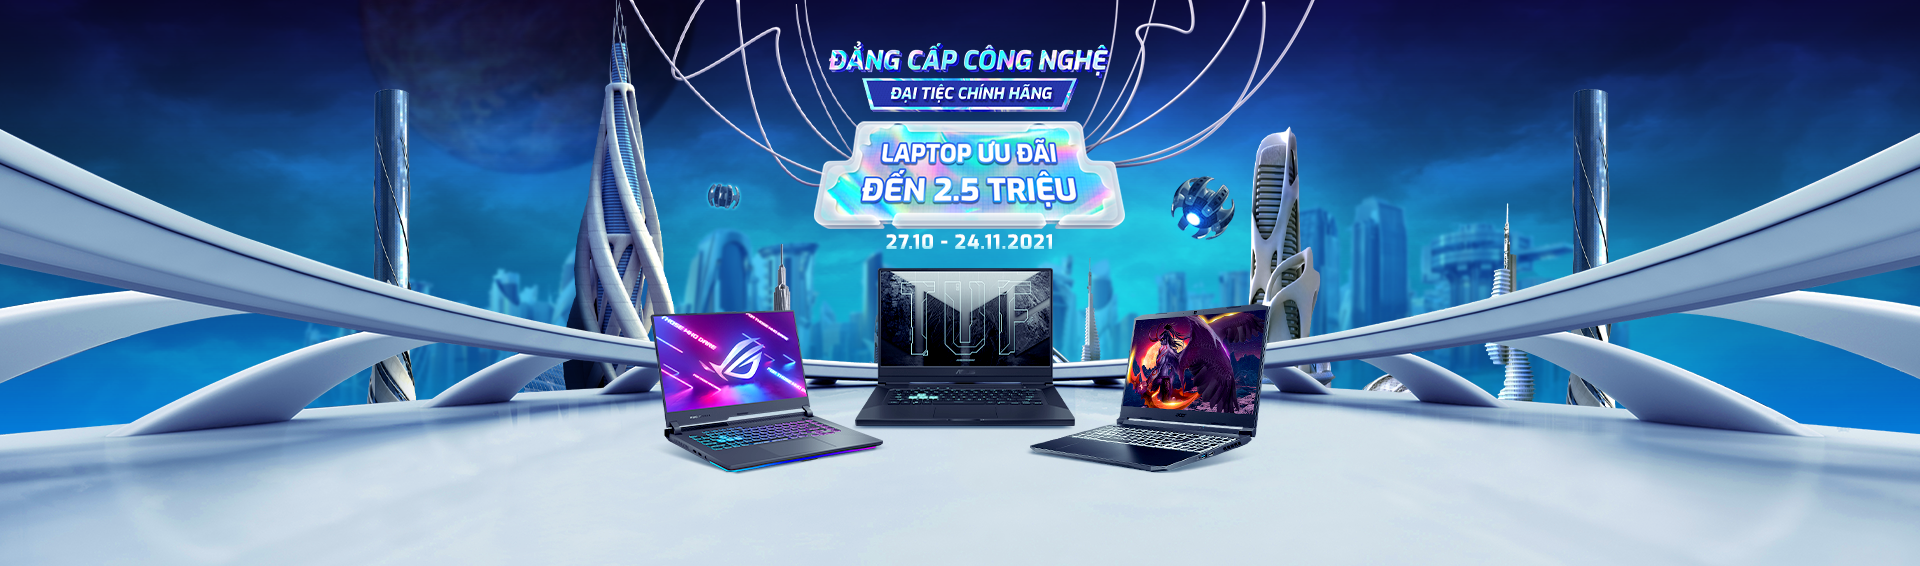 ĐẲNG CẤP CÔNG NGHỆ
ĐẠI TIỆC CHÍNH HÃNG
LAPTOP ƯU ĐÃI
ĐẾN 2.5 TRIỆU
27.10 - 24.11.2021
TUF